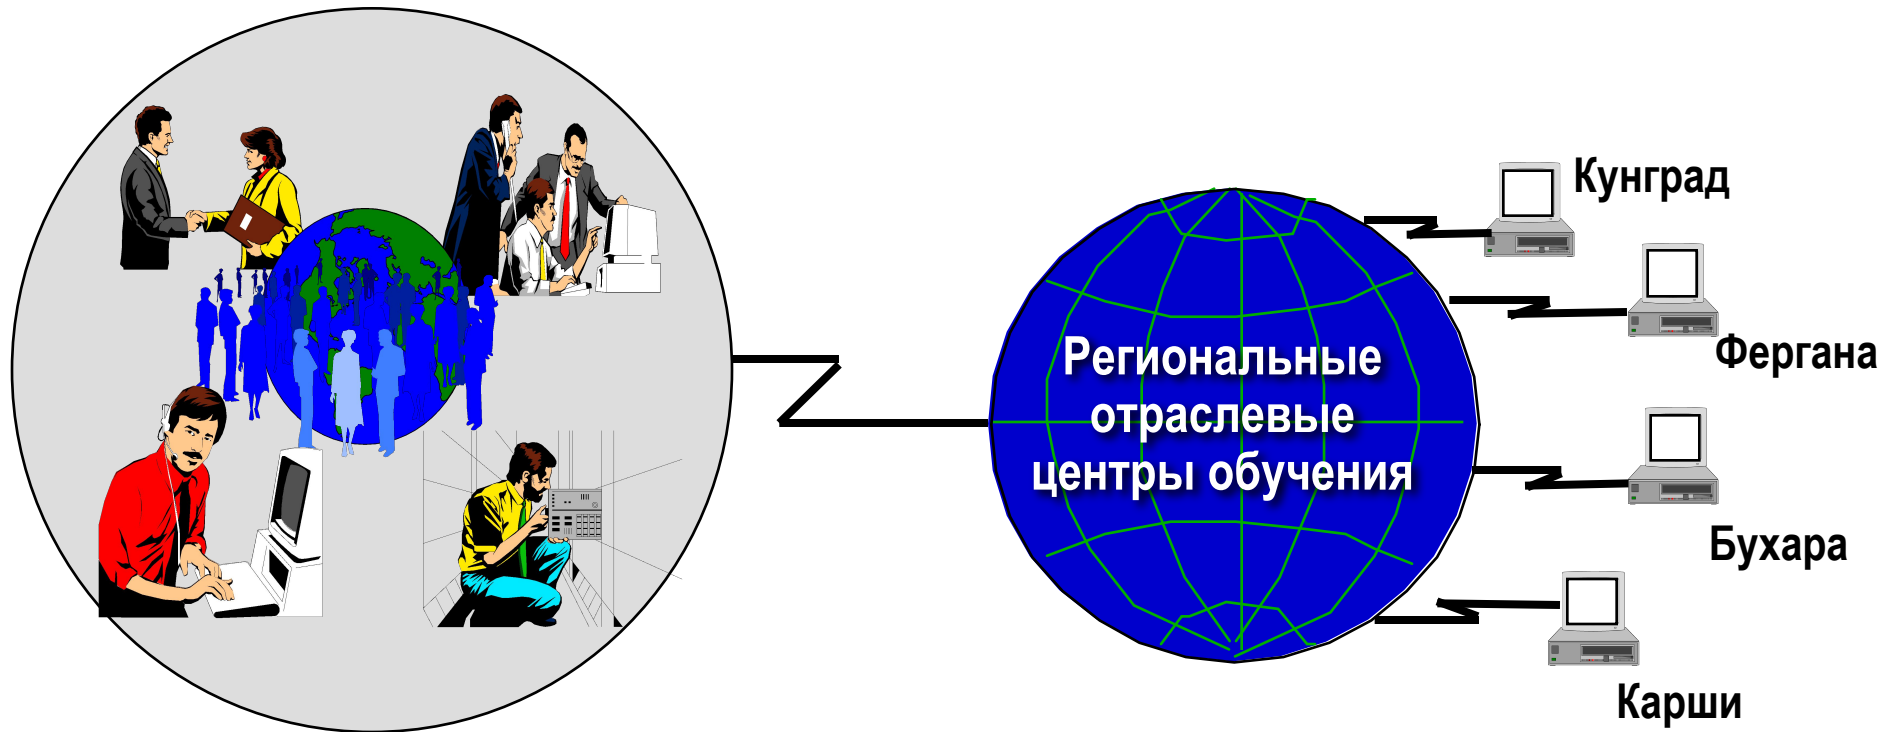 Кунград
Фергана
Региональные
отраслевые
центры обучения
Бухара
Карши